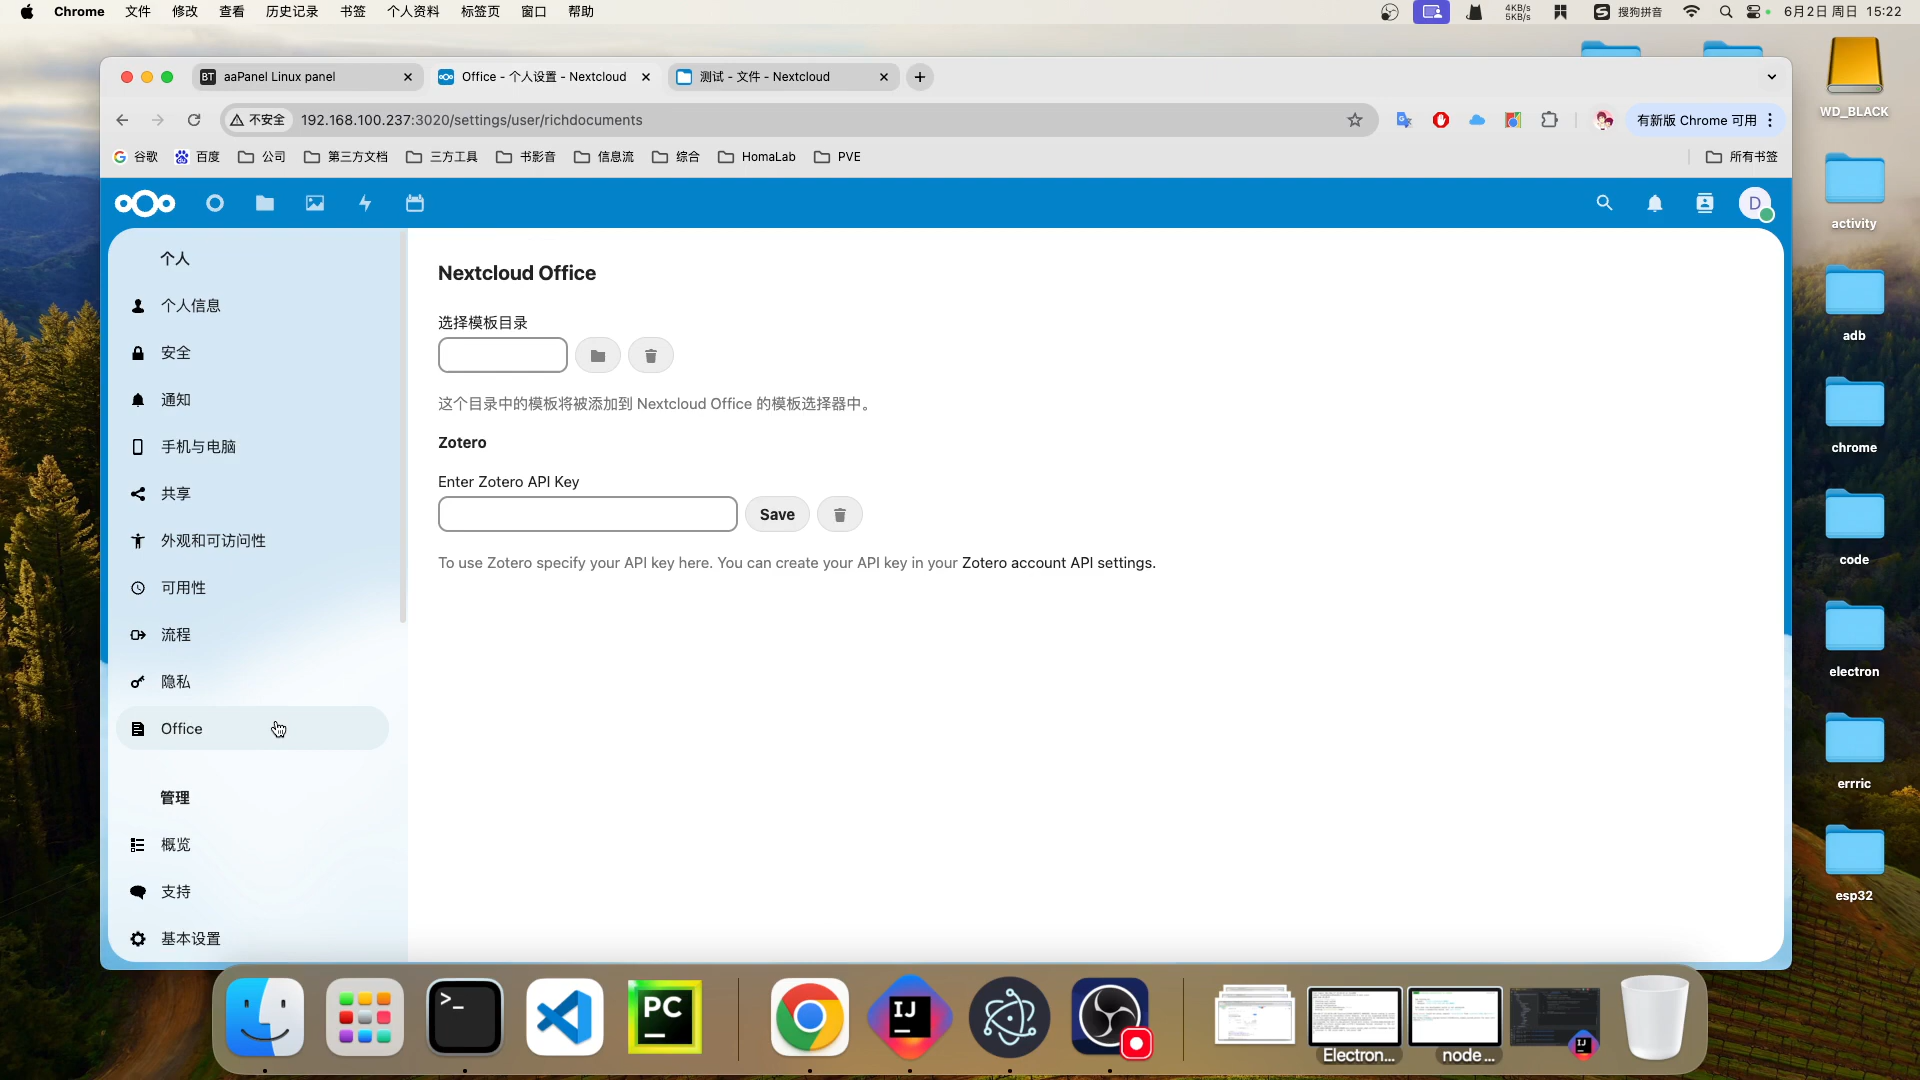 Chrome 文件 修改 查看 历史记录 书签 个人资料 标签页 窗口 帮助
4KB/s
5KB/s
搜狗拼音
6月2日 周日 15:22
BT aaPanel Linux panel
Office - 个人设置 - Nextcloud
测试 - 文件 - Nextcloud
不安全 192.168.100.237:3020/settings/user/richdocuments
有新版 Chrome 可用
谷歌 百度 公司 第三方文档 三方工具 书影音 信息流 综合 HomaLab PVE 所有书签
D
个人
个人信息
安全
通知
手机与电脑
共享
外观和可访问性
可用性
流程
隐私
Office
管理
概览
支持
基本设置
Nextcloud Office
选择模板目录
这个目录中的模板将被添加到 Nextcloud Office 的模板选择器中。
Zotero
Enter Zotero API Key
Save
To use Zotero specify your API key here. You can create your API key in your Zotero account API settings.
WD_BLACK
activity
adb
chrome
code
electron
errric
esp32
>_
PC
IJ
Electron...
node ...
IJ